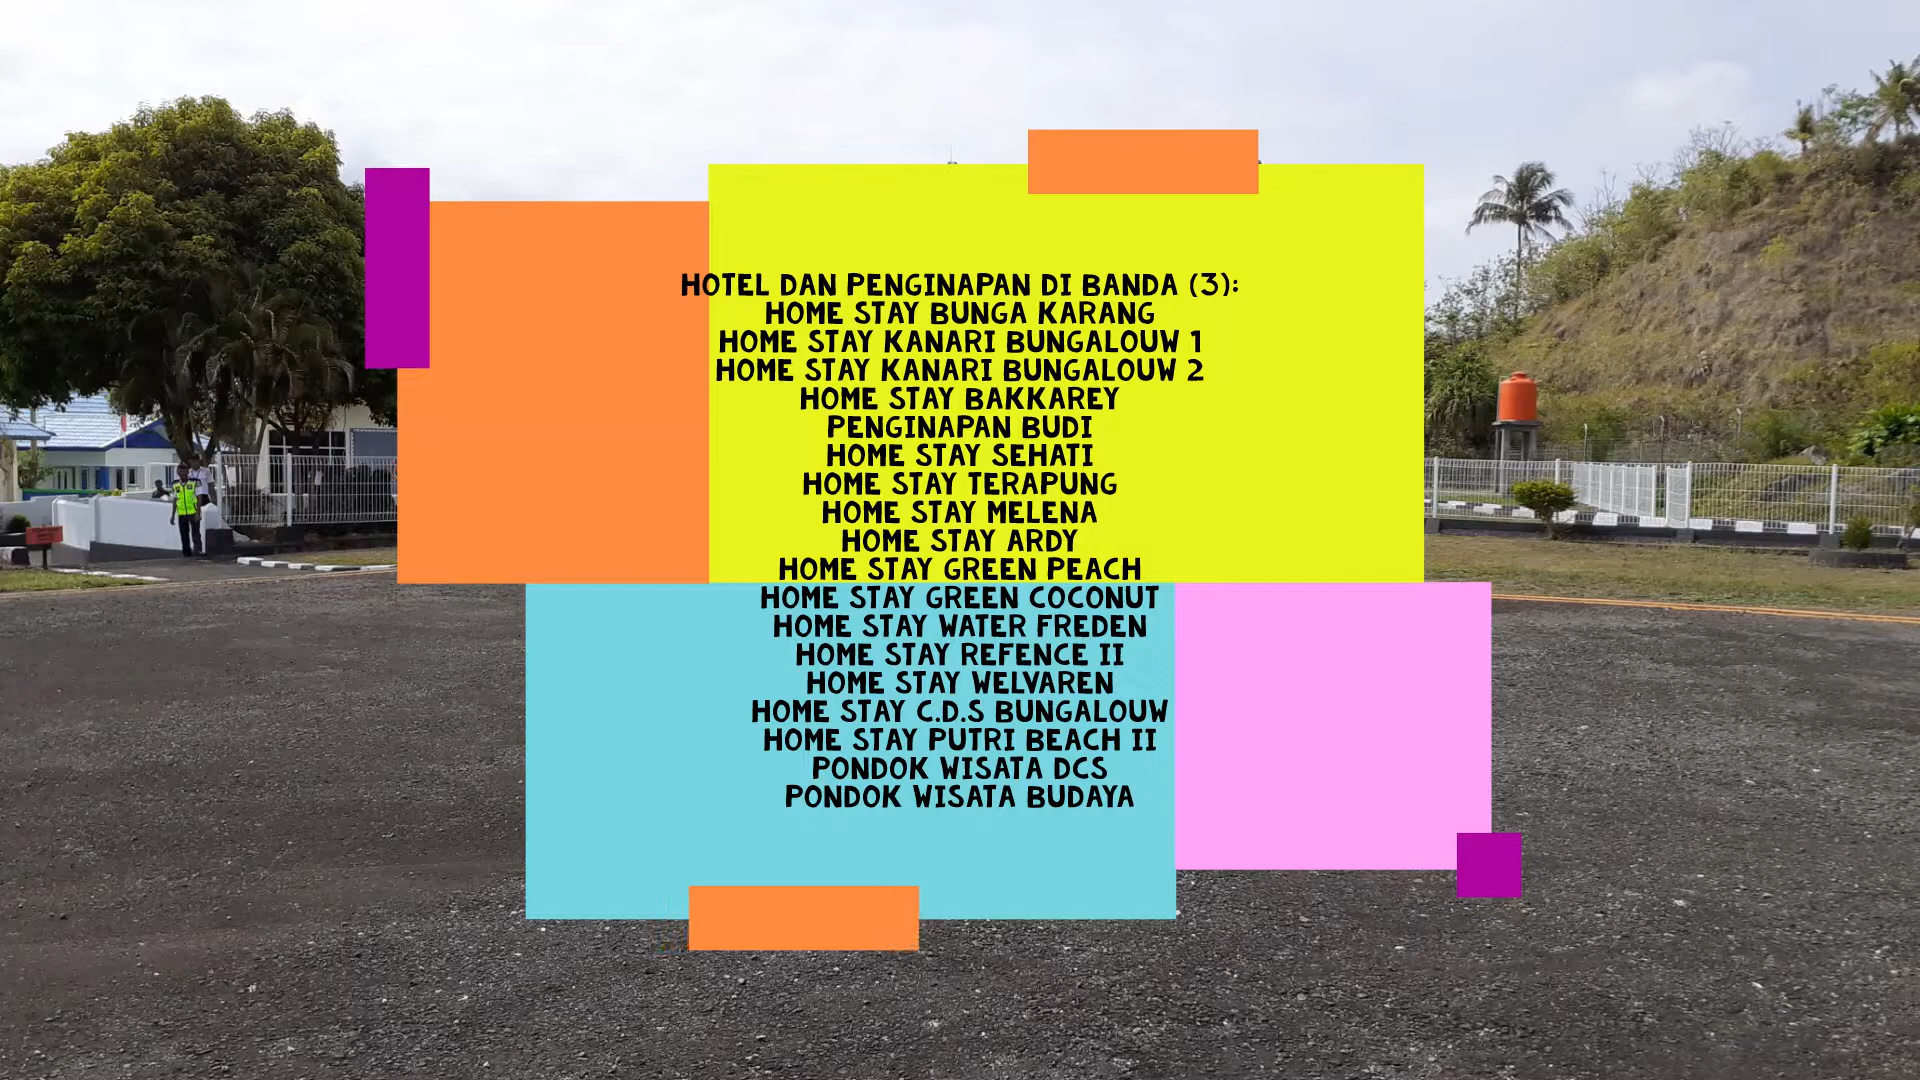 HOTEL DAN PENGINAPAN DI BANDA (3):
HOME STAY BUNGA KARANG
HOME STAY KANARI BUNGALOUW 1
HOME STAY KANARI BUNGALOUW 2
HOME STAY BAKKAREY
PENGINAPAN BUDI
HOME STAY SEHATI
HOME STAY TERAPUNG
HOME STAY MELENA
HOME STAY ARDY
HOME STAY GREEN PEACH
HOME STAY GREEN COCONUT
HOME STAY WATER FREDEN
HOME STAY REFENCE II
HOME STAY WELVAREN
HOME STAY C.D.S BUNGALOUW
HOME STAY PUTRI BEACH II
PONDOK WISATA DCS
PONDOK WISATA BUDAYA